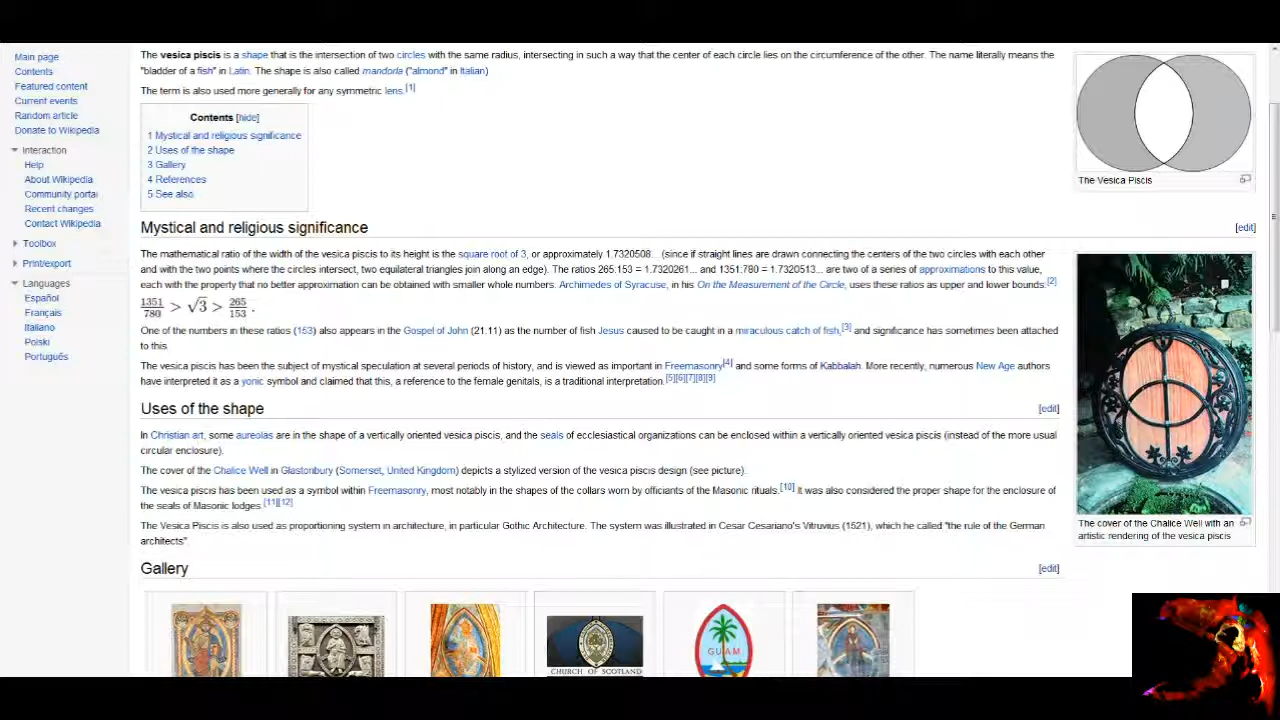 Main page
Contents
Featured content
Current events
Random article
Donate to Wikipedia
Interaction
Help
About Wikipedia
Community portal
Recent changes
Contact Wikipedia
Toolbox
Print/export
Languages
Español
Français
Italiano
Polski
Português
The vesica piscis is a shape that is the intersection of two circles with the same radius, intersecting in such a way that the center of each circle lies on the circumference of the other. The name literally means the
"bladder of a fish" in Latin. The shape is also called mandorla ("almond" in Italian)
The term is also used more generally for any symmetric lens.[1]
Contents [hide]
1 Mystical and religious significance
2 Uses of the shape
3 Gallery
4 References
5 See also
The Vesica Piscis
Mystical and religious significance
[edit]
The mathematical ratio of the width of the vesica piscis to its height is the square root of 3, or approximately 1.7320508... (since if straight lines are drawn connecting the centers of the two circles with each other
and with the two points where the circles intersect, two equilateral triangles join along an edge). The ratios 265:153 = 1.7320261... and 1351:780 = 1.7320513... are two of a series of approximations to this value,
each with the property that no better approximation can be obtained with smaller whole numbers. Archimedes of Syracuse, in his On the Measurement of the Circle, uses these ratios as upper and lower bounds:[2]
1351/780 > √3 > 265/153 .
One of the numbers in these ratios (153) also appears in the Gospel of John (21:11) as the number of fish Jesus caused to be caught in a miraculous catch of fish,[3] and significance has sometimes been attached
to this.
The vesica piscis has been the subject of mystical speculation at several periods of history, and is viewed as important in Freemasonry[4] and some forms of Kabbalah. More recently, numerous New Age authors
have interpreted it as a yonic symbol and claimed that this, a reference to the female genitals, is a traditional interpretation.[5][6][7][8][9]
Uses of the shape
[edit]
In Christian art, some aureolas are in the shape of a vertically oriented vesica piscis, and the seals of ecclesiastical organizations can be enclosed within a vertically oriented vesica piscis (instead of the more usual
circular enclosure).
The cover of the Chalice Well in Glastonbury (Somerset, United Kingdom) depicts a stylized version of the vesica piscis design (see picture).
The vesica piscis has been used as a symbol within Freemasonry, most notably in the shapes of the collars worn by officiants of the Masonic rituals.[10] It was also considered the proper shape for the enclosure of
the seals of Masonic lodges.[11][12]
The Vesica Piscis is also used as proportioning system in architecture, in particular Gothic Architecture. The system was illustrated in Cesar Cesariano's Vitruvius (1521), which he called "the rule of the German
architects".
The cover of the Chalice Well with an
artistic rendering of the vesica piscis
Gallery
[edit]
CHURCH OF SCOTLAND
GUAM